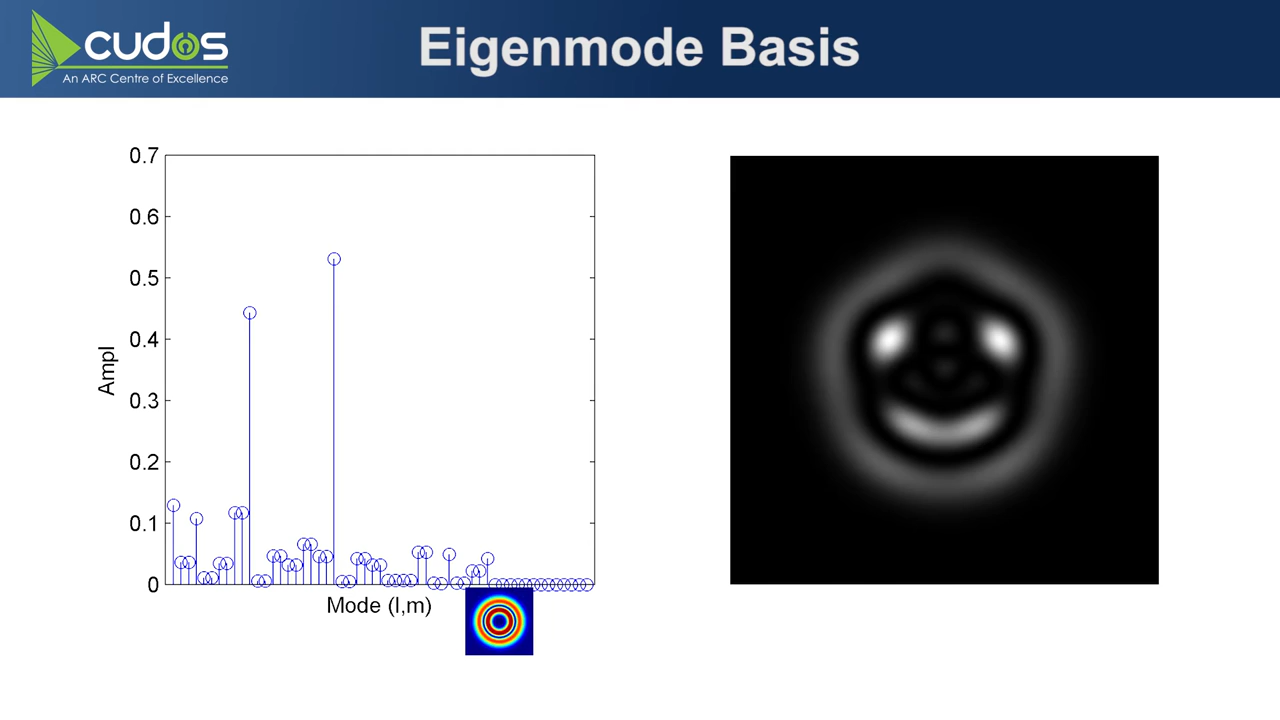 cudos
An ARC Centre of Excellence
Eigenmode Basis
0.7
0.6
0.5
0.4
0.3
0.2
0.1
0
Ampl
Mode (l,m)